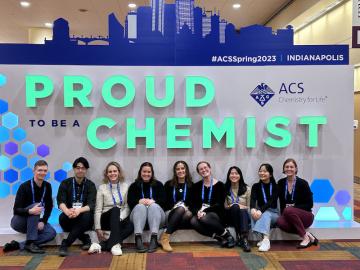 #ACSSpring2023 | INDIANAPOLIS
PROUD
TO BE A
CHEMIST
ACS
Chemistry for Life®